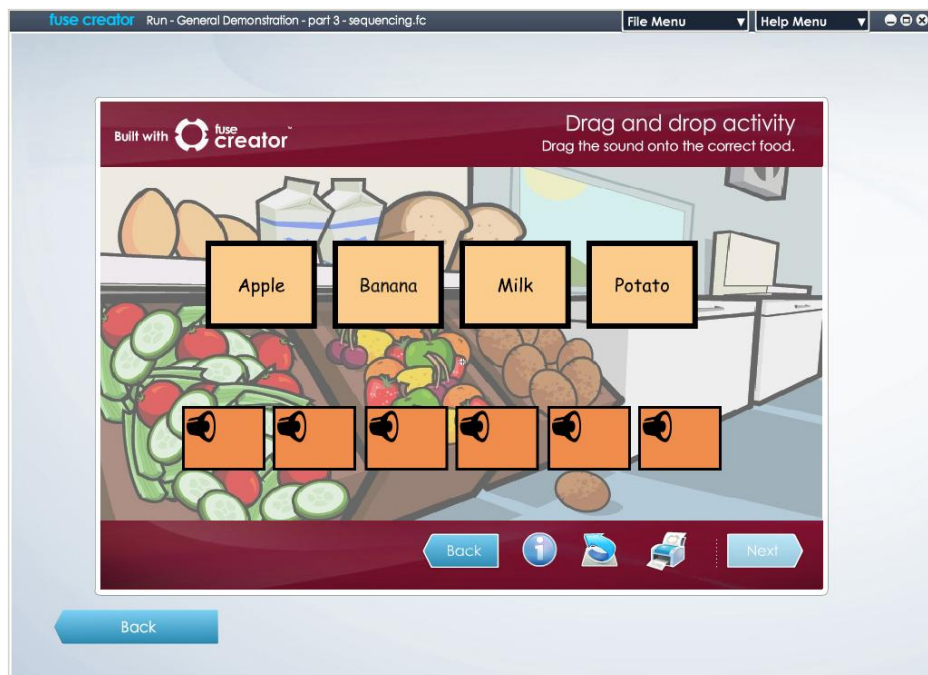 fuse creator Run - General Demonstration - part 3 - sequencing.fc File Menu Help Menu
Built with fuse creator
Drag and drop activity
Drag the sound onto the correct food.
Apple Banana Milk Potato
Back Next
Back